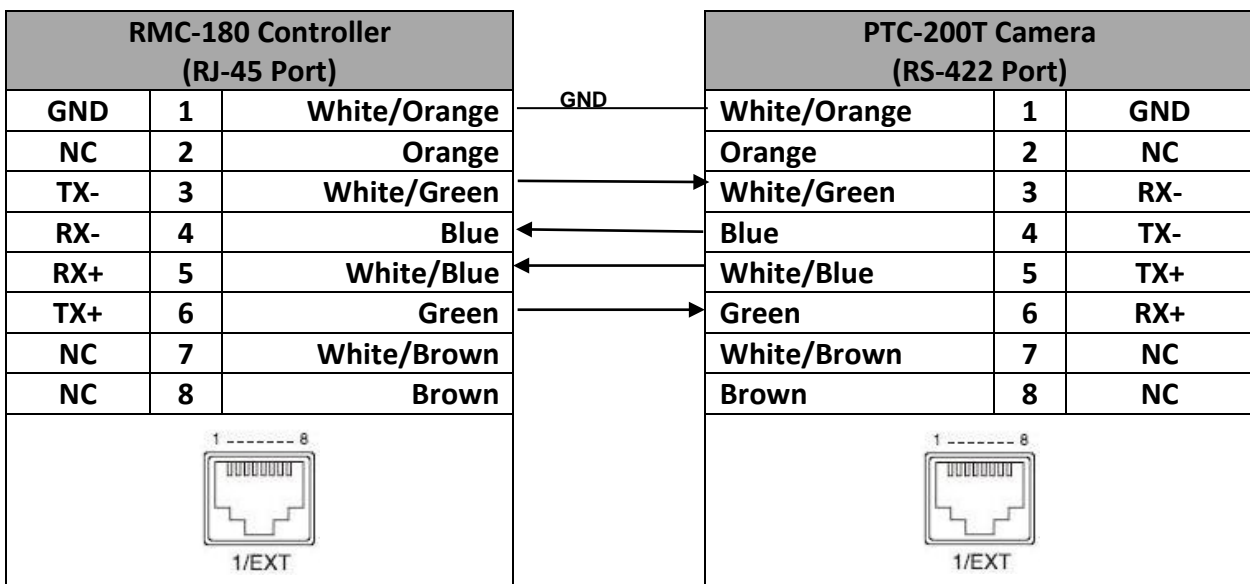 RMC-180 Controller
(RJ-45 Port)
GND 1 White/Orange
NC 2 Orange
TX- 3 White/Green
RX- 4 Blue
RX+ 5 White/Blue
TX+ 6 Green
NC 7 White/Brown
NC 8 Brown
1 ------- 8
1/EXT
GND
PTC-200T Camera
(RS-422 Port)
White/Orange 1 GND
Orange 2 NC
White/Green 3 RX-
Blue 4 TX-
White/Blue 5 TX+
Green 6 RX+
White/Brown 7 NC
Brown 8 NC
1 ------- 8
1/EXT